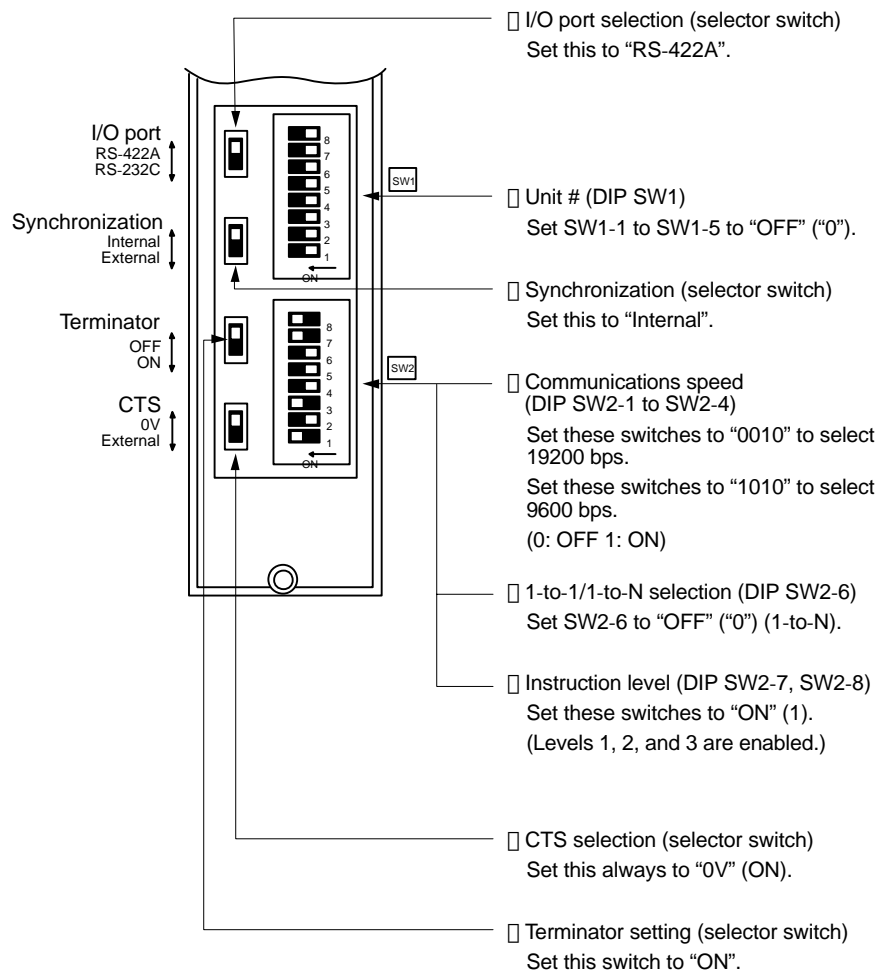 ▯ I/O port selection (selector switch)
Set this to “RS-422A”.
I/O port
RS-422A
RS-232C
8
7
6
5
4
3
2
1
ON
SW1
▯ Unit # (DIP SW1)
Set SW1-1 to SW1-5 to “OFF” (“0”).
Synchronization
Internal
External
▯ Synchronization (selector switch)
Set this to “Internal”.
Terminator
OFF
ON
8
7
6
5
4
3
2
1
ON
SW2
CTS
0V
External
▯ Communications speed
(DIP SW2-1 to SW2-4)
Set these switches to “0010” to select
19200 bps.
Set these switches to “1010” to select
9600 bps.
(0: OFF 1: ON)
▯ 1-to-1/1-to-N selection (DIP SW2-6)
Set SW2-6 to “OFF” (“0”) (1-to-N).
▯ Instruction level (DIP SW2-7, SW2-8)
Set these switches to “ON” (1).
(Levels 1, 2, and 3 are enabled.)
▯ CTS selection (selector switch)
Set this always to “0V” (ON).
▯ Terminator setting (selector switch)
Set this switch to “ON”.